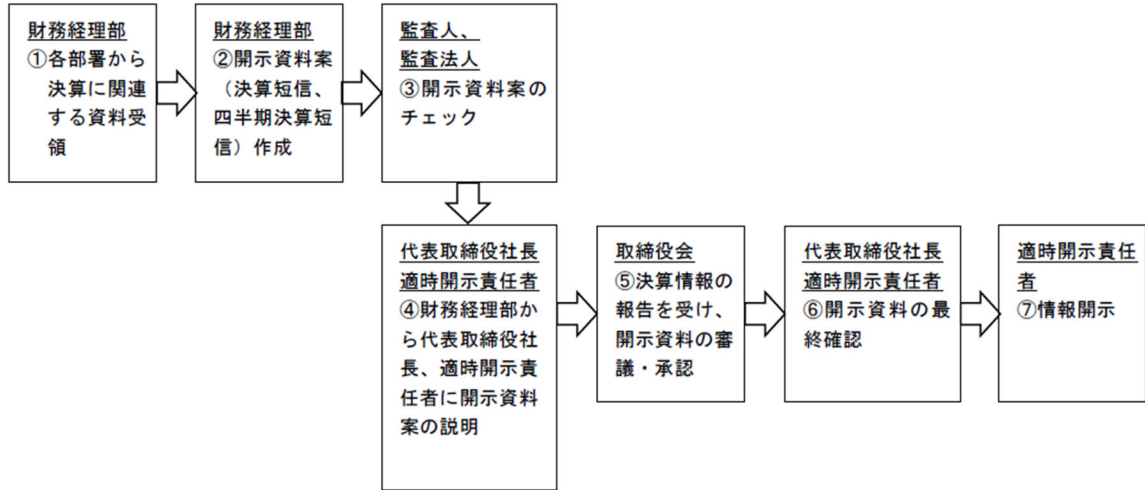 財務経理部
①各部署から
決算に関連
する資料受
領
財務経理部
②開示資料案
（決算短信、
四半期決算短
信）作成
監査人、
監査法人
③開示資料案の
チェック
代表取締役社長
適時開示責任者
④財務経理部か
ら代表取締役社
長、適時開示責
任者に開示資料
案の説明
取締役会
⑤決算情報の
報告を受け、
開示資料の審
議・承認
代表取締役社長
適時開示責任者
⑥開示資料の最
終確認
適時開示責任
者
⑦情報開示